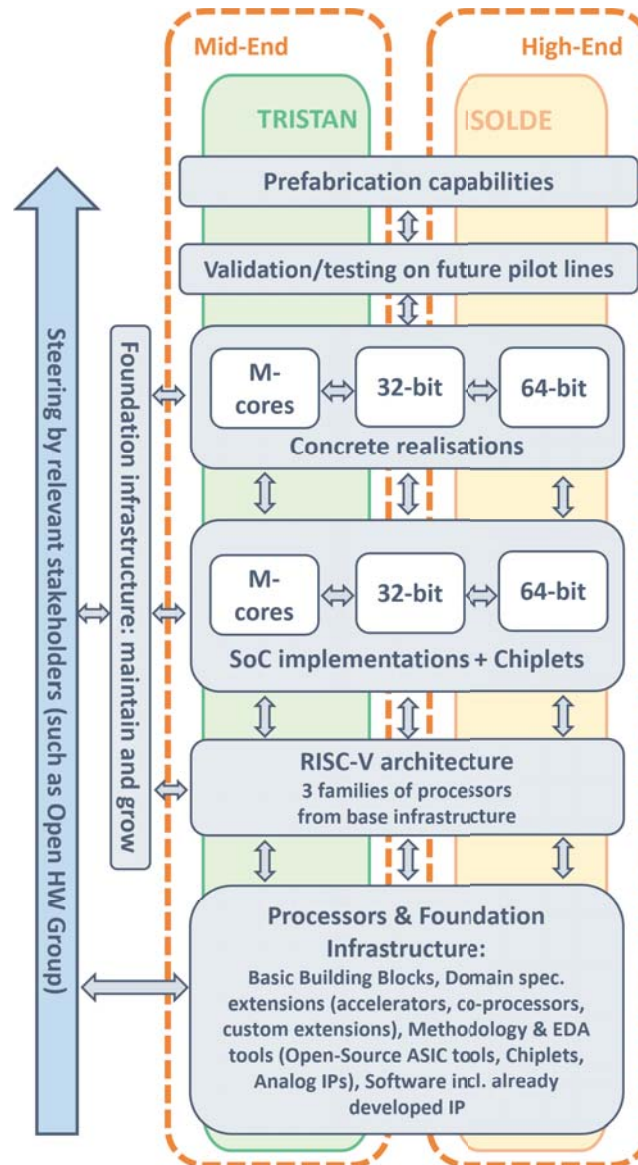 Mid-End
High-End
TRISTAN
ISOLDE
Prefabrication capabilities
Validation/testing on future pilot lines
M-
cores
32-bit
64-bit
Concrete realisations
M-
cores
32-bit
64-bit
SoC implementations + Chiplets
RISC-V architecture
3 families of processors
from base infrastructure
Processors & Foundation
Infrastructure:
Basic Building Blocks, Domain spec.
extensions (accelerators, co-processors,
custom extensions), Methodology & EDA
tools (Open-Source ASIC tools, Chiplets,
Analog IPs), Software incl. already
developed IP
Foundation infrastructure: maintain and grow
Steering by relevant stakeholders (such as Open HW Group)